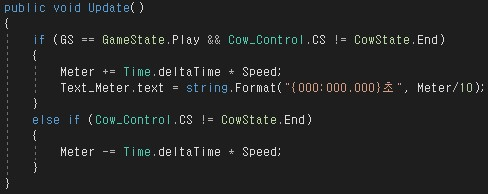 public void Update()
{
if (GS == GameState.Play && Cow_Control.CS != CowState.End)
{
Meter += Time.deltaTime * Speed;
Text_Meter.text = string.Format("{000:000.000}초", Meter/10);
}
else if (Cow_Control.CS != CowState.End)
{
Meter -= Time.deltaTime * Speed;
}
}